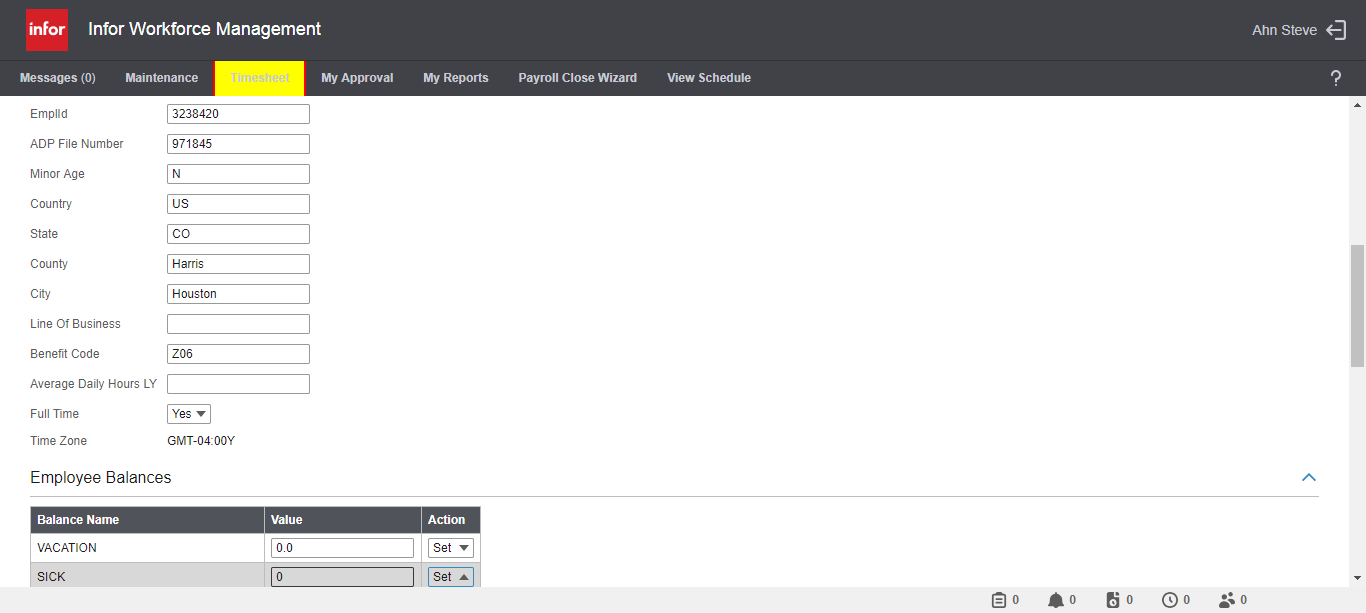 infor Infor Workforce Management Ahn Steve
Messages (0) Maintenance Timesheet My Approval My Reports Payroll Close Wizard View Schedule ?
EmplId 3238420
ADP File Number 971845
Minor Age N
Country US
State CO
County Harris
City Houston
Line Of Business
Benefit Code Z06
Average Daily Hours LY
Full Time Yes
Time Zone GMT-04:00Y
Employee Balances
Balance Name Value Action
VACATION 0.0 Set
SICK 0 Set
0 0 0 0 0